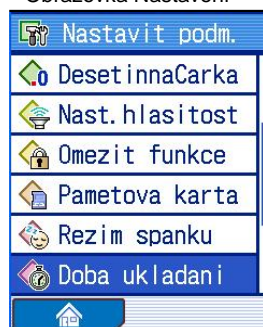 Obrazovka Nastavení
Nastavit podm.
DesetinnaCarka
Nast.hlasitost
Omezit funkce
Pametova karta
Rezim spanku
Doba ukladani